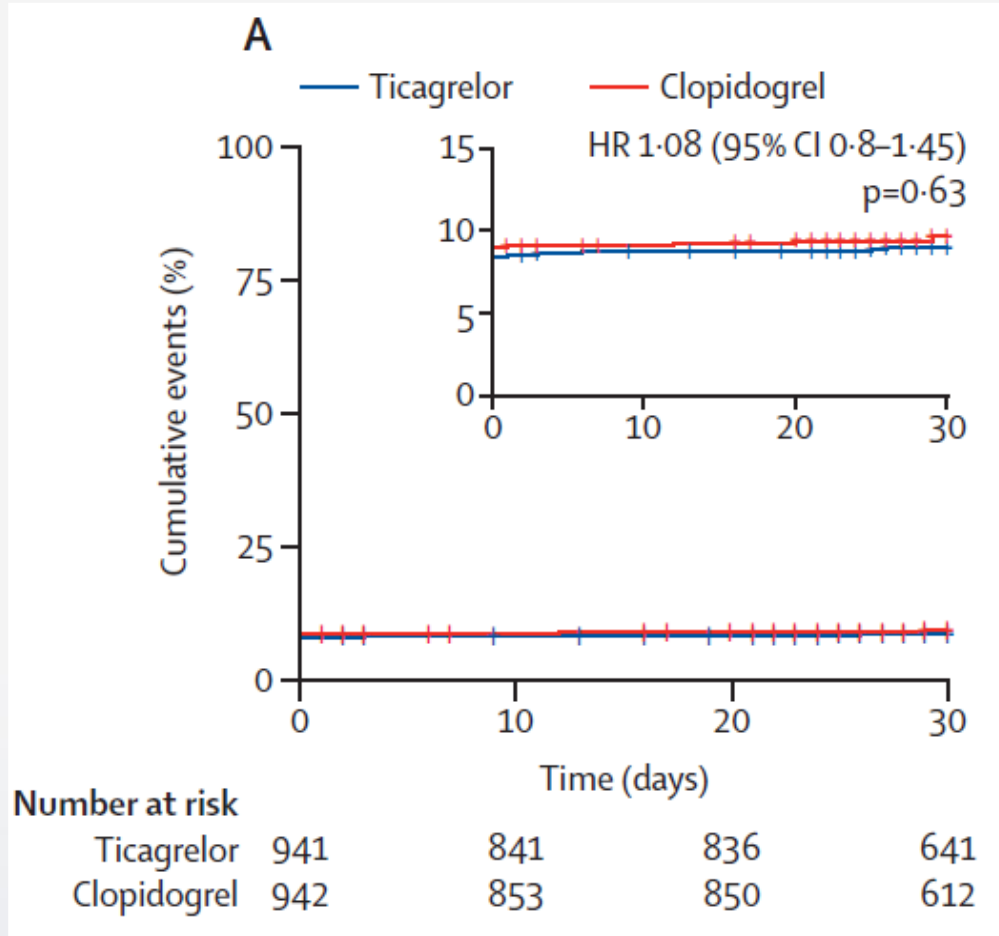 A
Ticagrelor Clopidogrel
HR 1·08 (95% CI 0·8–1·45)
p=0·63
15
10
5
0
0 10 20 30
Cumulative events (%)
100
75
50
25
0
0 10 20 30
Time (days)
Number at risk
Ticagrelor 941 841 836 641
Clopidogrel 942 853 850 612